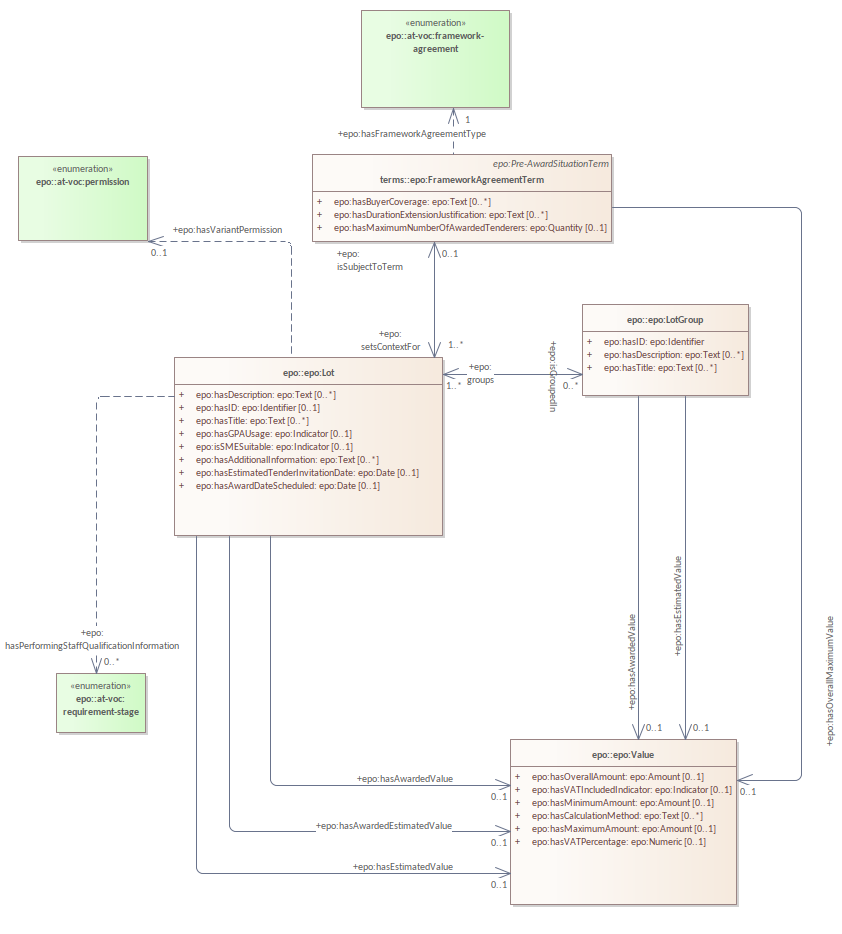 «enumeration»
epo::at-voc:framework-
agreement
1
+epo:hasFrameworkAgreementType
«enumeration»
epo::at-voc:permission
epo:Pre-AwardSituationTerm
terms::epo:FrameworkAgreementTerm
+ epo:hasBuyerCoverage: epo:Text [0..*]
+ epo:hasDurationExtensionJustification: epo:Text [0..*]
+ epo:hasMaximumNumberOfAwardedTenderers: epo:Quantity [0..1]
+epo:hasVariantPermission
0..1
+epo:
isSubjectToTerm
0..1
+epo:
setsContextFor
1..*
epo::epo:LotGroup
+ epo:hasID: epo:Identifier
+ epo:hasDescription: epo:Text [0..*]
+ epo:hasTitle: epo:Text [0..*]
+epo:
groups
1..*
+epo:isGroupedIn
0..*
epo::epo:Lot
+ epo:hasDescription: epo:Text [0..*]
+ epo:hasID: epo:Identifier [0..1]
+ epo:hasTitle: epo:Text [0..*]
+ epo:hasGPAUsage: epo:Indicator [0..1]
+ epo:isSMESuitable: epo:Indicator [0..1]
+ epo:hasAdditionalInformation: epo:Text [0..*]
+ epo:hasEstimatedTenderInvitationDate: epo:Date [0..1]
+ epo:hasAwardDateScheduled: epo:Date [0..1]
+epo:
hasPerformingStaffQualificationInformation
0..*
«enumeration»
epo::at-voc:
requirement-stage
+epo:hasAwardedValue
0..1
+epo:hasEstimatedValue
0..1
+epo:hasOverallMaximumValue
0..1
epo::epo:Value
+ epo:hasOverallAmount: epo:Amount [0..1]
+ epo:hasVATIncludedIndicator: epo:Indicator [0..1]
+ epo:hasMinimumAmount: epo:Amount [0..1]
+ epo:hasCalculationMethod: epo:Text [0..*]
+ epo:hasMaximumAmount: epo:Amount [0..1]
+ epo:hasVATPercentage: epo:Numeric [0..1]
+epo:hasAwardedValue
0..1
+epo:hasAwardedEstimatedValue
0..1
+epo:hasEstimatedValue
0..1